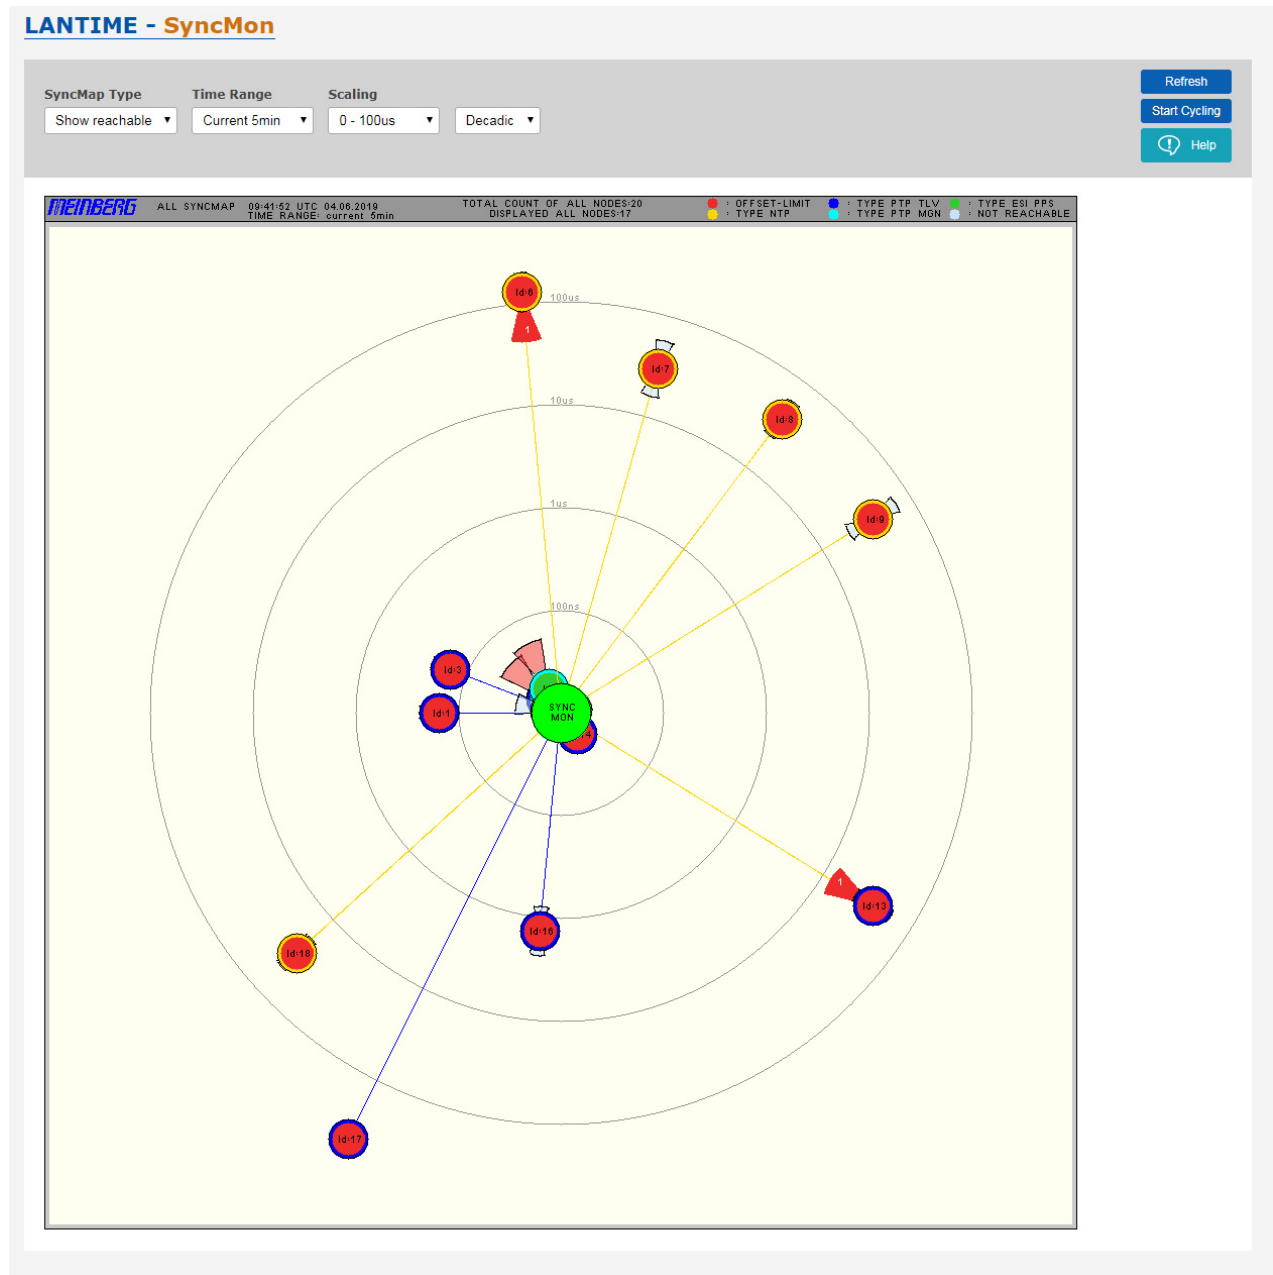 LANTIME - SyncMon
SyncMap Type
Time Range
Scaling
Show reachable
Current 5min
0 - 100us
Decadic
Refresh
Start Cycling
Help
MEINBERG
ALL SYNCMAP
09:41:52 UTC 04.06.2019
TIME RANGE: current 5min
TOTAL COUNT OF ALL NODES:20
DISPLAYED ALL NODES:17
: OFFSET-LIMIT
: TYPE PTP TLV
: TYPE ESI PPS
: TYPE NTP
: TYPE PTP MGN
: NOT REACHABLE
Id:6
100us
1
Id:7
10us
Id:8
1us
Id:9
100ns
Id:3
SYNC
MON
Id:1
4
1
Id:13
Id:16
Id:18
Id:17